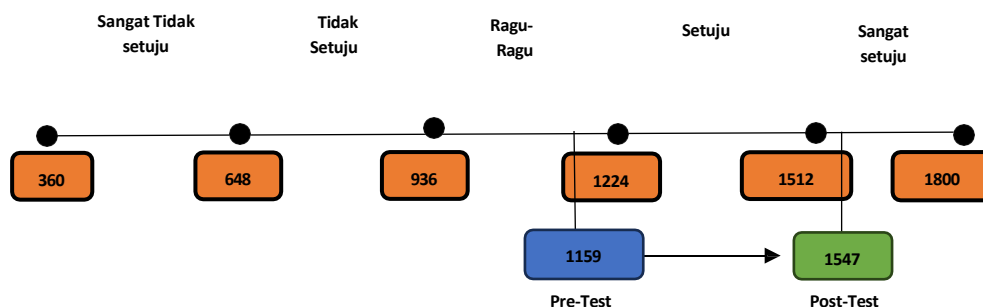 Sangat Tidak
setuju
Tidak
Setuju
Ragu-
Ragu
Setuju
Sangat
setuju
360
648
936
1224
1512
1800
1159
1547
Pre-Test
Post-Test